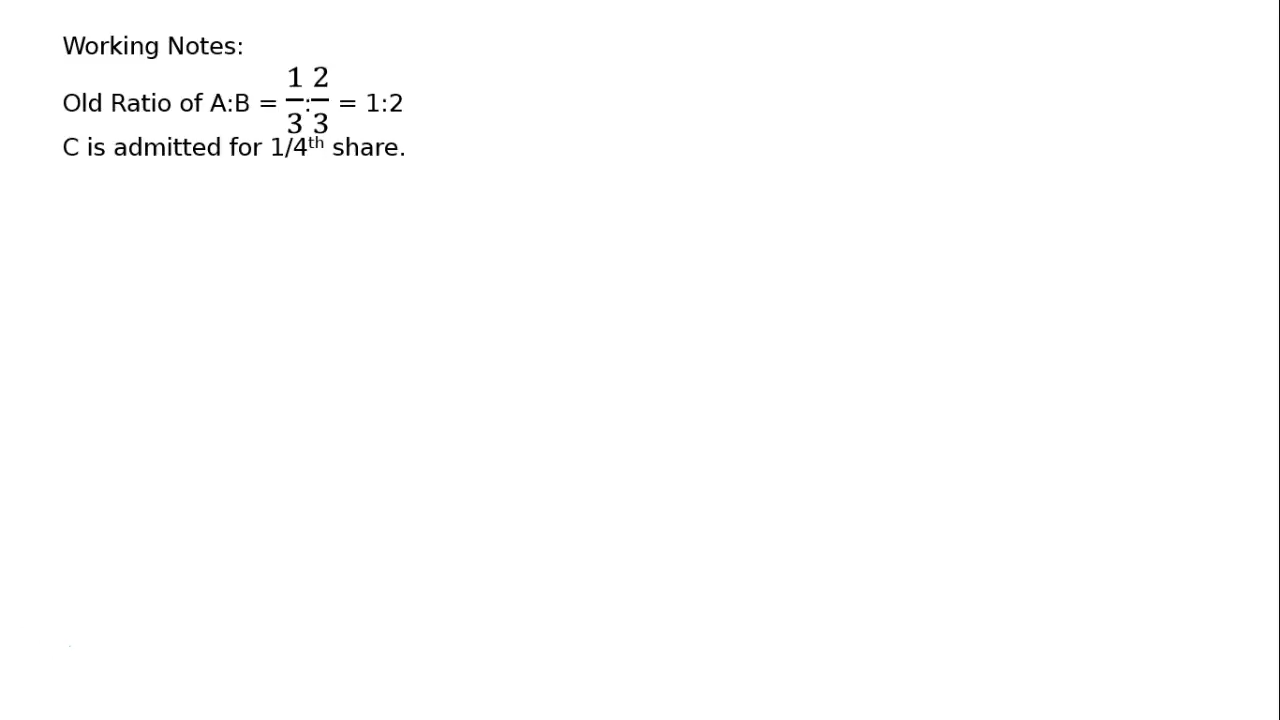 Working Notes:
Old Ratio of A:B = 1/3:2/3 = 1:2
C is admitted for 1/4th share.